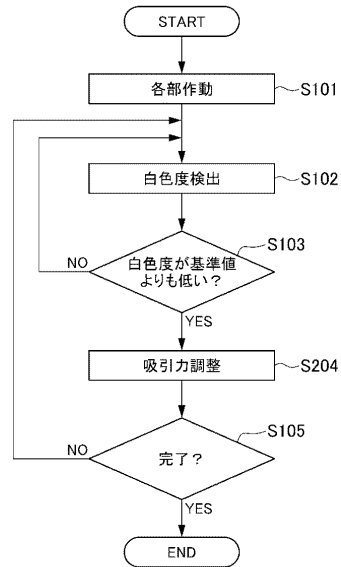 START
各部作動
S101
白色度検出
S102
S103
白色度が基準値
よりも低い？
NO
YES
吸引力調整
S204
S105
完了？
NO
YES
END